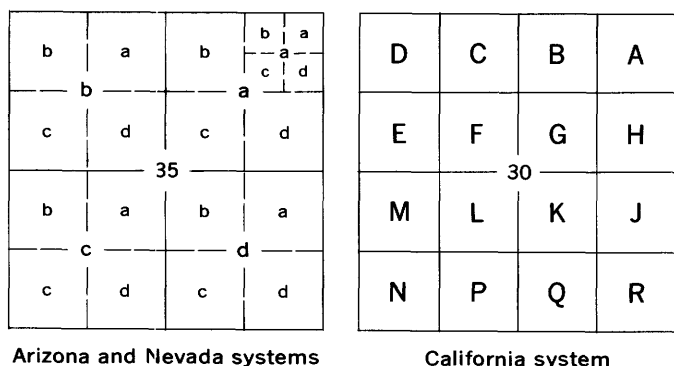 b a b b a
a
c d
b a
c d c d
35
b a b a
c d
c d c d
Arizona and Nevada systems
D C B A
E F G H
30
M L K J
N P Q R
California system